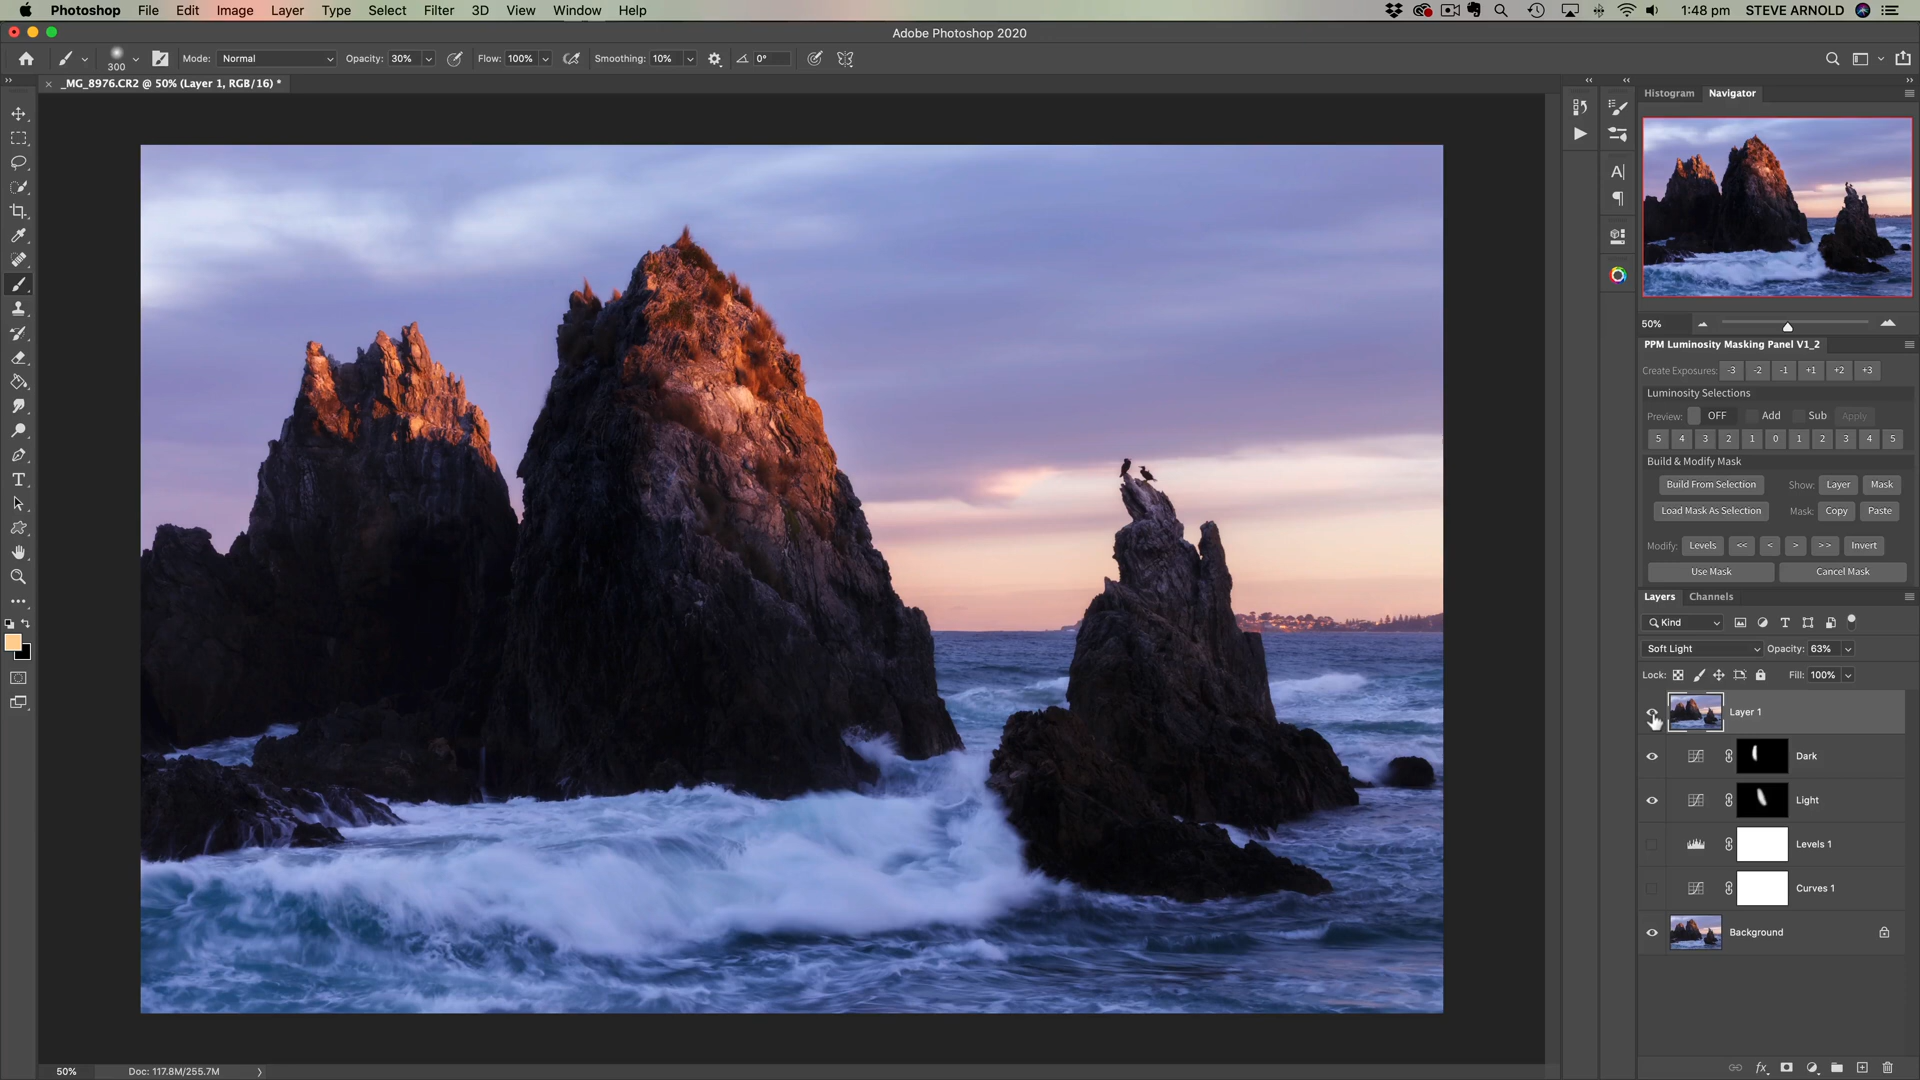 Photoshop File Edit Image Layer Type Select Filter 3D View Window Help 1:48 pm STEVE ARNOLD
Adobe Photoshop 2020
300 Mode: Normal Opacity: 30% Flow: 100% Smoothing: 10% 0°
_MG_8976.CR2 @ 50% (Layer 1, RGB/16) *
Histogram Navigator
50%
PPM Luminosity Masking Panel V1_2
Create Exposures: -3 -2 -1 +1 +2 +3
Luminosity Selections
Preview: OFF Add Sub Apply
5 4 3 2 1 0 1 2 3 4 5
Build & Modify Mask
Build From Selection Show: Layer Mask
Load Mask As Selection Mask: Copy Paste
Modify: Levels << < > >> Invert
Use Mask Cancel Mask
Layers Channels
Kind
Soft Light Opacity: 63%
Lock: Fill: 100%
Layer 1
Dark
Light
Levels 1
Curves 1
Background
50% Doc: 117.8M/255.7M